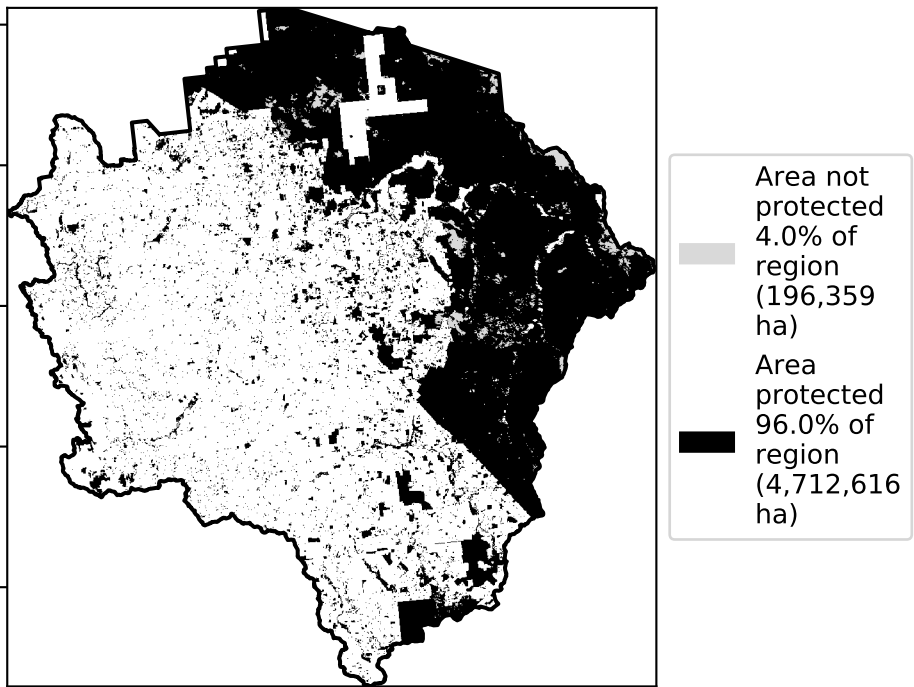 Area not
protected
4.0% of
region
(196,359
ha)
Area
protected
96.0% of
region
(4,712,616
ha)